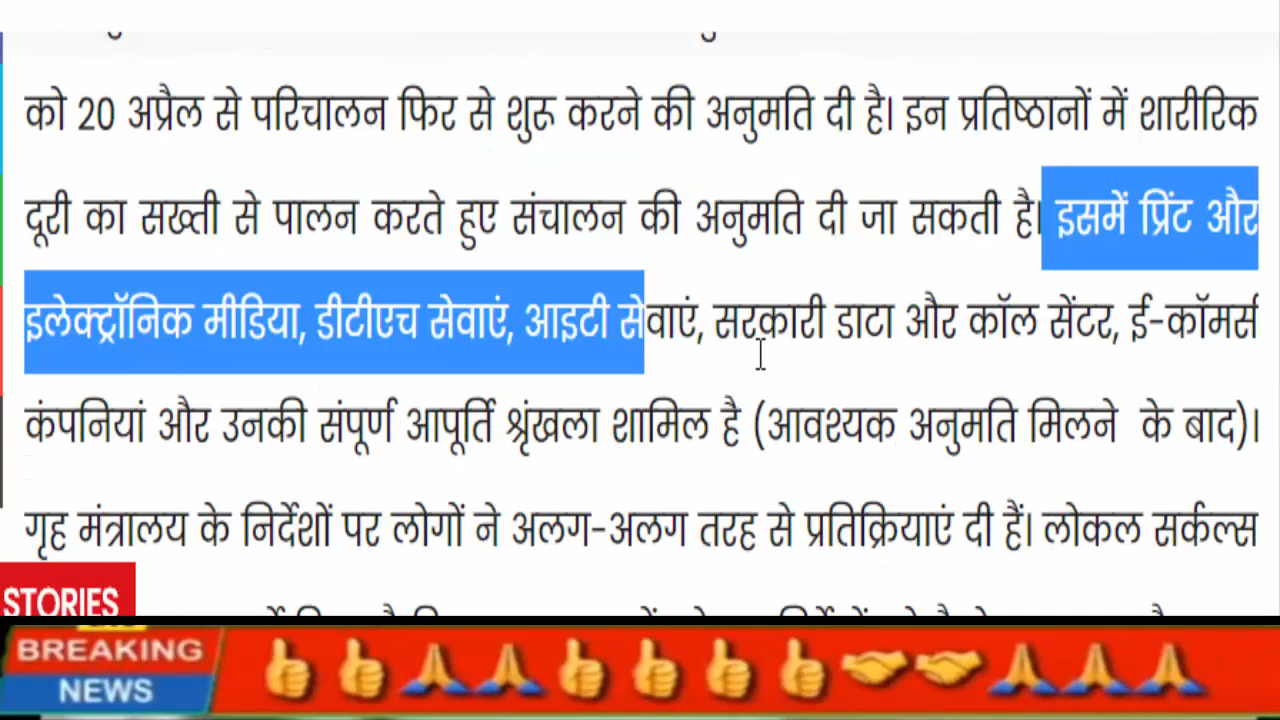 को 20 अप्रैल से परिचालन फिर से शुरू करने की अनुमति दी है। इन प्रतिष्ठानों में शारीरिक
दूरी का सख्ती से पालन करते हुए संचालन की अनुमति दी जा सकती है। इसमें प्रिंट और
इलेक्ट्रॉनिक मीडिया, डीटीएच सेवाएं, आइटी सेवाएं, सरकारी डाटा और कॉल सेंटर, ई-कॉमर्स
कंपनियां और उनकी संपूर्ण आपूर्ति श्रृंखला शामिल है (आवश्यक अनुमति मिलने के बाद)।
गृह मंत्रालय के निर्देशों पर लोगों ने अलग-अलग तरह से प्रतिक्रियाएं दी हैं। लोकल सर्कल्स
STORIES
BREAKING
NEWS